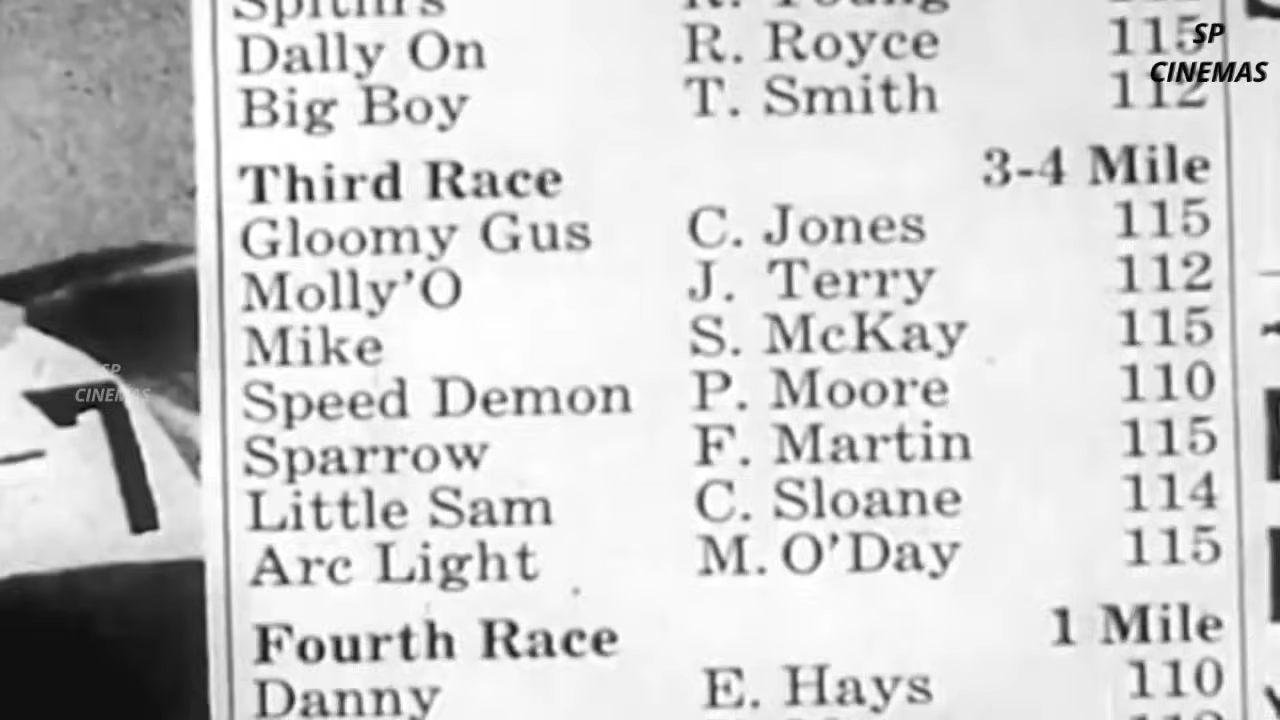 Dally On R. Royce 115
Big Boy T. Smith 112
Third Race 3-4 Mile
Gloomy Gus C. Jones 115
Molly'O J. Terry 112
Mike S. McKay 115
Speed Demon P. Moore 110
Sparrow F. Martin 115
Little Sam C. Sloane 114
Arc Light M. O'Day 115
Fourth Race 1 Mile
Danny E. Hays 110
SP
CINEMAS
SP
CINEMAS